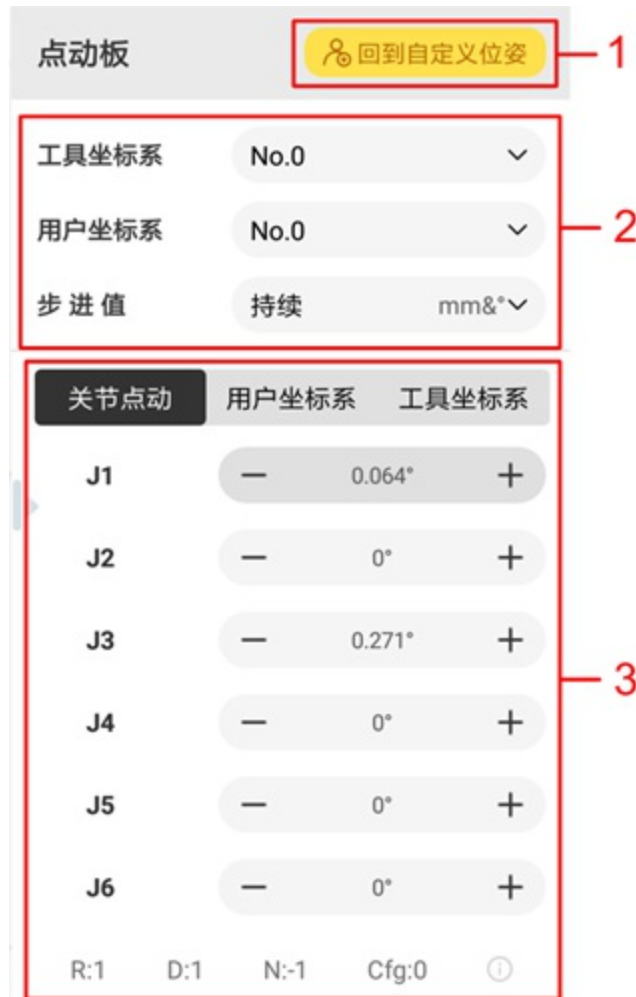 点动板 回到自定义位姿 1
工具坐标系 No.0
用户坐标系 No.0 2
步进值 持续 mm&°
关节点动 用户坐标系 工具坐标系
J1 − 0.064° +
J2 − 0° +
J3 − 0.271° +
3
J4 − 0° +
J5 − 0° +
J6 − 0° +
R:1 D:1 N:-1 Cfg:0